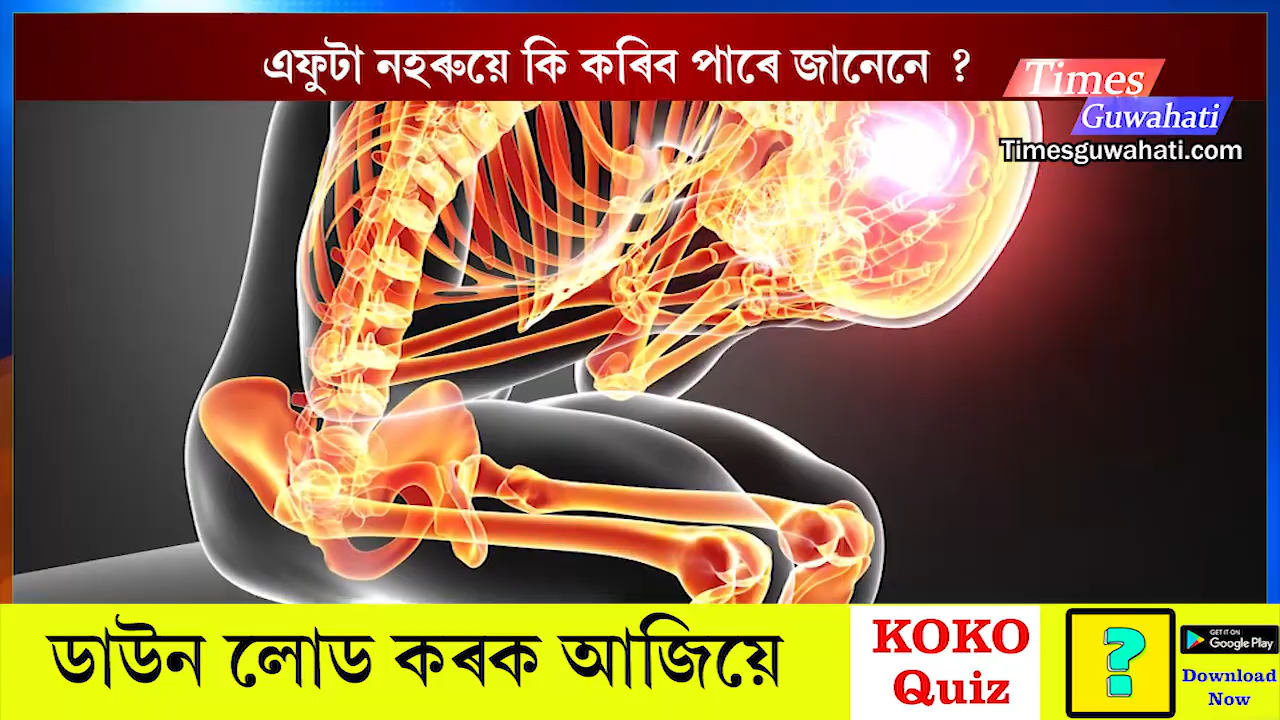 এফুটা নহৰুয়ে কি কৰিব পাৰে জানেনে ?
Times
Guwahati
Timesguwahati.com
ডাউন লোড কৰক আজিয়ে
KOKO
Quiz
?
GET IT ON
Google Play
Download
Now